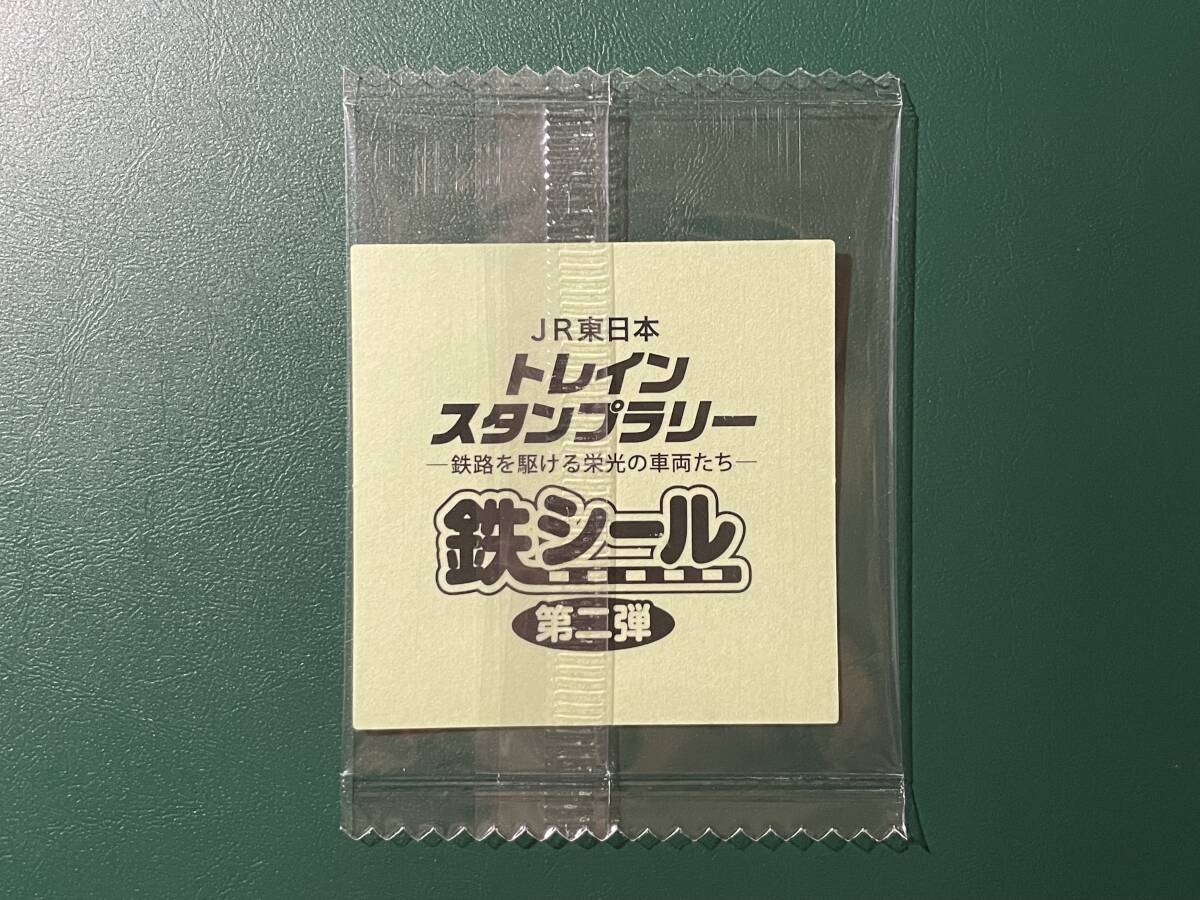 JR東日本
トレイン
スタンプラリー
―鉄路を駆ける栄光の車両たち―
鉄シール
第二弾